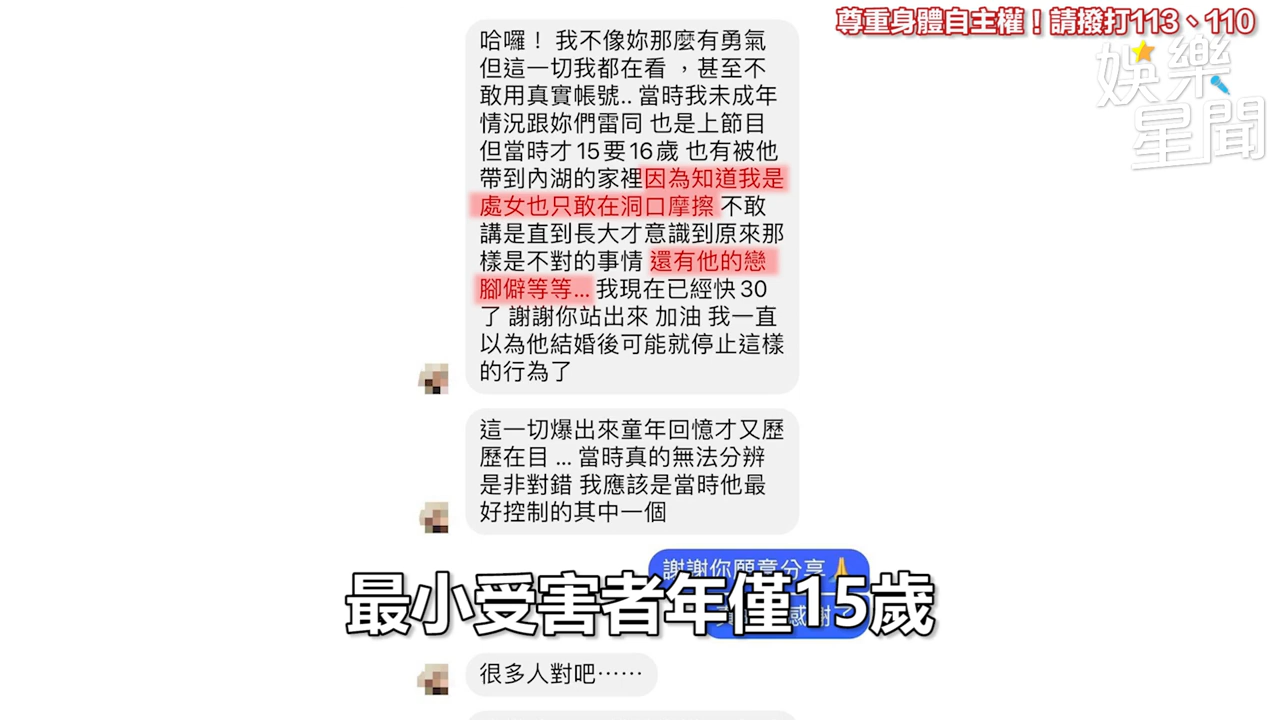 尊重身體自主權！請撥打113、110
娛樂
星聞
哈囉！ 我不像妳那麼有勇氣
但這一切我都在看 ，甚至不
敢用真實帳號.. 當時我未成年
情況跟妳們雷同 也是上節目
但當時才15要16歲 也有被他
帶到內湖的家裡因為知道我是
處女也只敢在洞口摩擦 不敢
講是直到長大才意識到原來那
樣是不對的事情 還有他的戀
腳僻等等... 我現在已經快30
了 謝謝你站出來 加油 我一直
以為他結婚後可能就停止這樣
的行為了
這一切爆出來童年回憶才又歷
歷在目 ... 當時真的無法分辨
是非對錯 我應該是當時他最
好控制的其中一個
謝謝你願意分享🙏
感謝了
最小受害者年僅15歲
很多人對吧⋯⋯